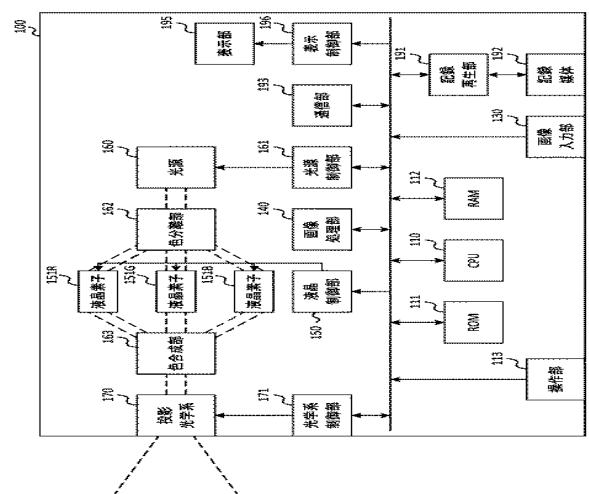 100
170
投影
光学系
163
色合成部
151R
液晶素子
151G
液晶素子
151B
液晶素子
162
色分離部
160
光源
195
表示部
171
光学系
制御部
150
液晶
制御部
140
画像
処理部
161
光源
制御部
193
通信部
196
表示
制御部
113
操作部
111
ROM
110
CPU
112
RAM
130
画像
入力部
191
記録
再生部
192
記録
媒体